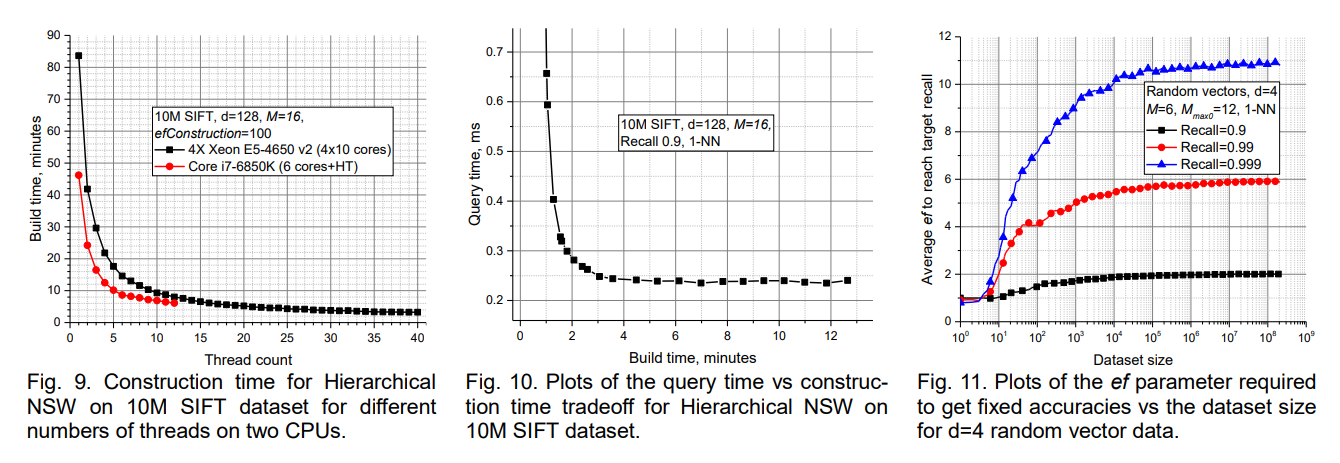 90
80
70
60
50
40
30
20
10
0
Build time, minutes
10M SIFT, d=128, M=16,
efConstruction=100
4X Xeon E5-4650 v2 (4x10 cores)
Core i7-6850K (6 cores+HT)
0 5 10 15 20 25 30 35 40
Thread count
Fig. 9. Construction time for Hierarchical
NSW on 10M SIFT dataset for different
numbers of threads on two CPUs.
0.7
0.6
0.5
0.4
0.3
0.2
Query time, ms
10M SIFT, d=128, M=16,
Recall 0.9, 1-NN
0 2 4 6 8 10 12
Build time, minutes
Fig. 10. Plots of the query time vs construc-
tion time tradeoff for Hierarchical NSW on
10M SIFT dataset.
12
10
8
6
4
2
0
Average ef to reach target recall
Random vectors, d=4
M=6, Mmax0=12, 1-NN
Recall=0.9
Recall=0.99
Recall=0.999
10⁰ 10¹ 10² 10³ 10⁴ 10⁵ 10⁶ 10⁷ 10⁸ 10⁹
Dataset size
Fig. 11. Plots of the ef parameter required
to get fixed accuracies vs the dataset size
for d=4 random vector data.